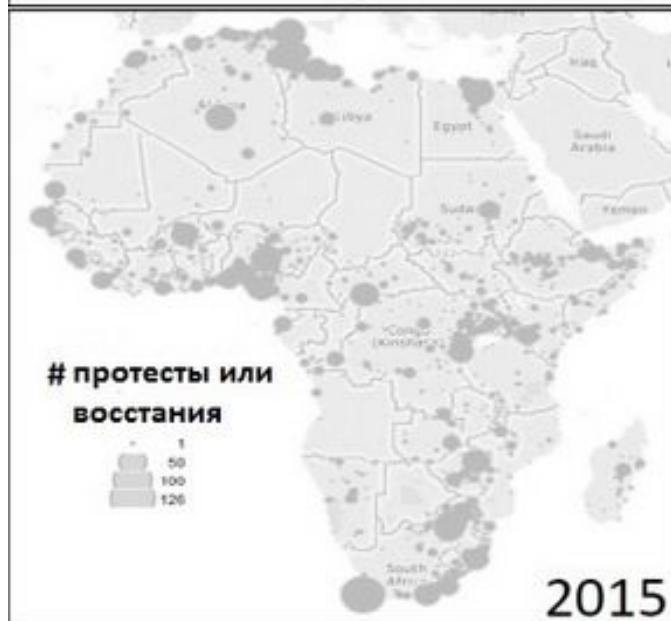 Iraq
Algeria
Libya
Egypt
Saudi
Arabia
Yemen
Suda
Congo
(Kinshasa)
# протесты или
восстания
1
50
100
126
South
Africa
2015